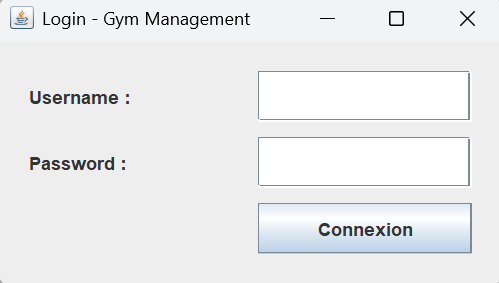 Login - Gym Management
Username :
Password :
Connexion